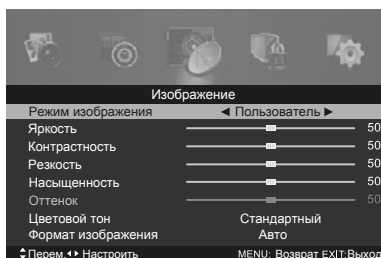 Изображение
Режим изображения ◄ Пользователь ►
Яркость 50
Контрастность 50
Резкость 50
Насыщенность 50
Оттенок 50
Цветовой тон Стандартный
Формат изображения Авто
Перем. Настроить MENU: Возврат EXIT:Выход